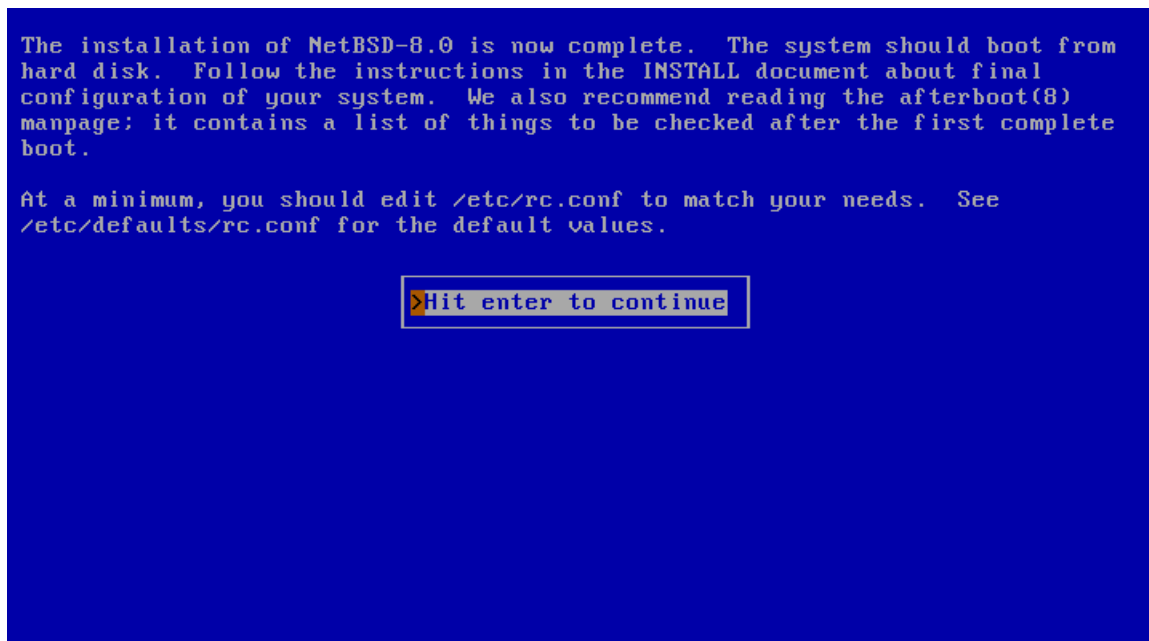 The installation of NetBSD-8.0 is now complete.  The system should boot from
hard disk.  Follow the instructions in the INSTALL document about final
configuration of your system.  We also recommend reading the afterboot(8)
manpage; it contains a list of things to be checked after the first complete
boot.
At a minimum, you should edit /etc/rc.conf to match your needs.  See
/etc/defaults/rc.conf for the default values.
>Hit enter to continue